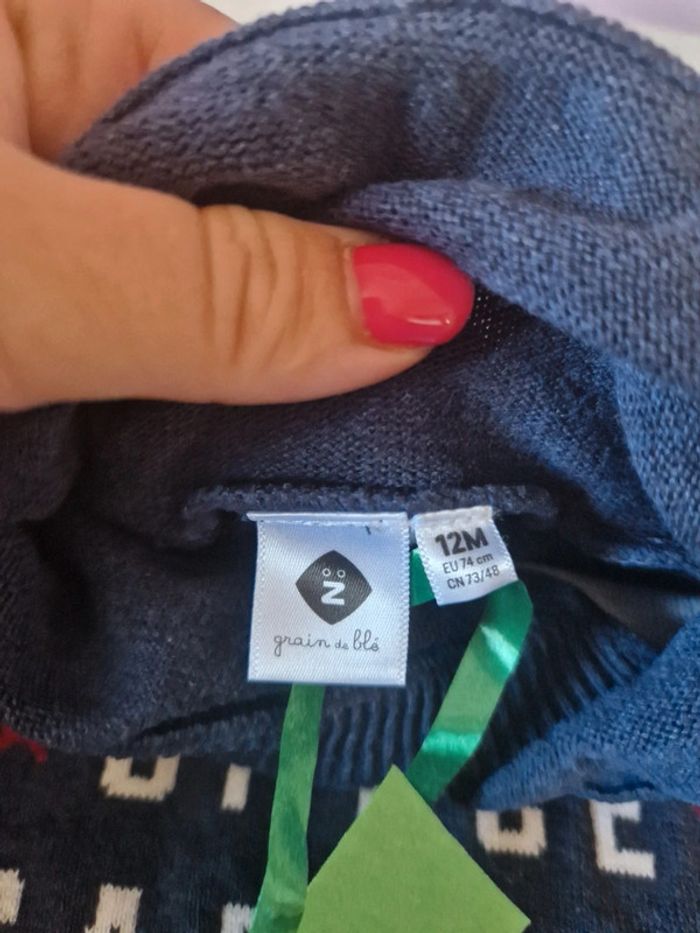 N
grain de blé
12M
EU 74 cm
CN 73/48